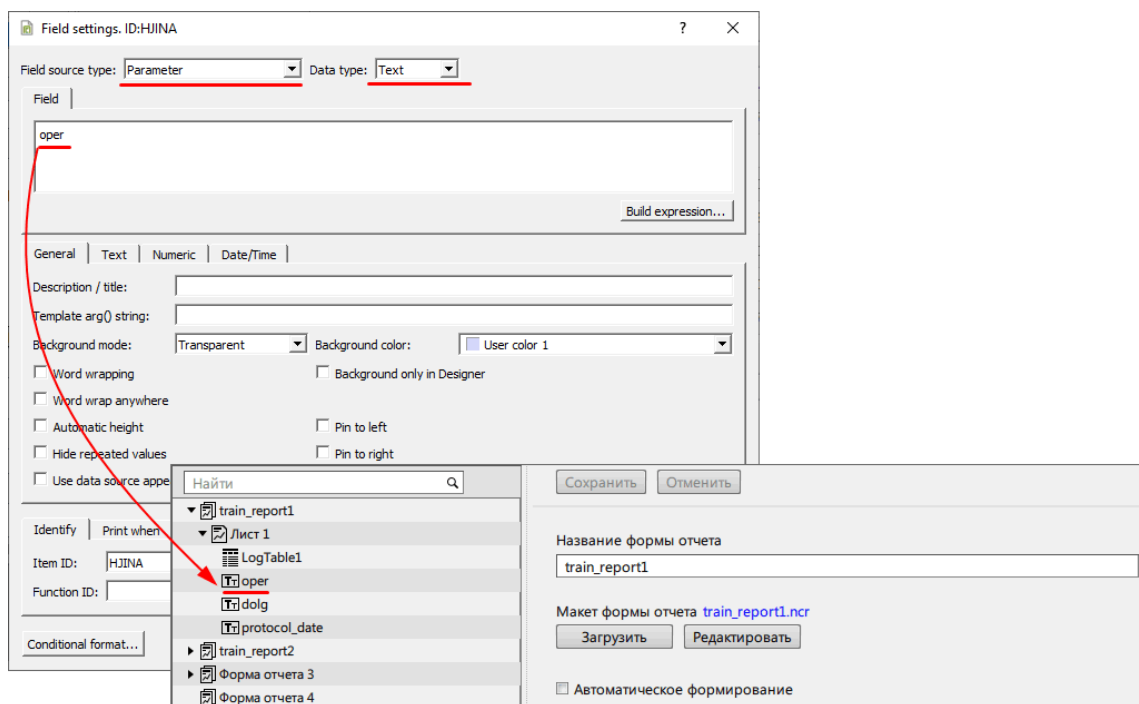 Field settings. ID:HJINA
Field source type: Parameter Data type: Text
Field
oper
Build expression...
General Text Numeric Date/Time
Description / title:
Template arg() string:
Background mode: Transparent Background color: User color 1
Word wrapping Background only in Designer
Word wrap anywhere
Automatic height Pin to left
Hide repeated values Pin to right
Use data source appe
Identify Print when
Item ID: HJINA
Function ID:
Conditional format...
Найти
train_report1
Лист 1
LogTable1
oper
dolg
protocol_date
train_report2
Форма отчета 3
Форма отчета 4
Сохранить Отменить
Название формы отчета
train_report1
Макет формы отчета train_report1.ncr
Загрузить Редактировать
Автоматическое формирование